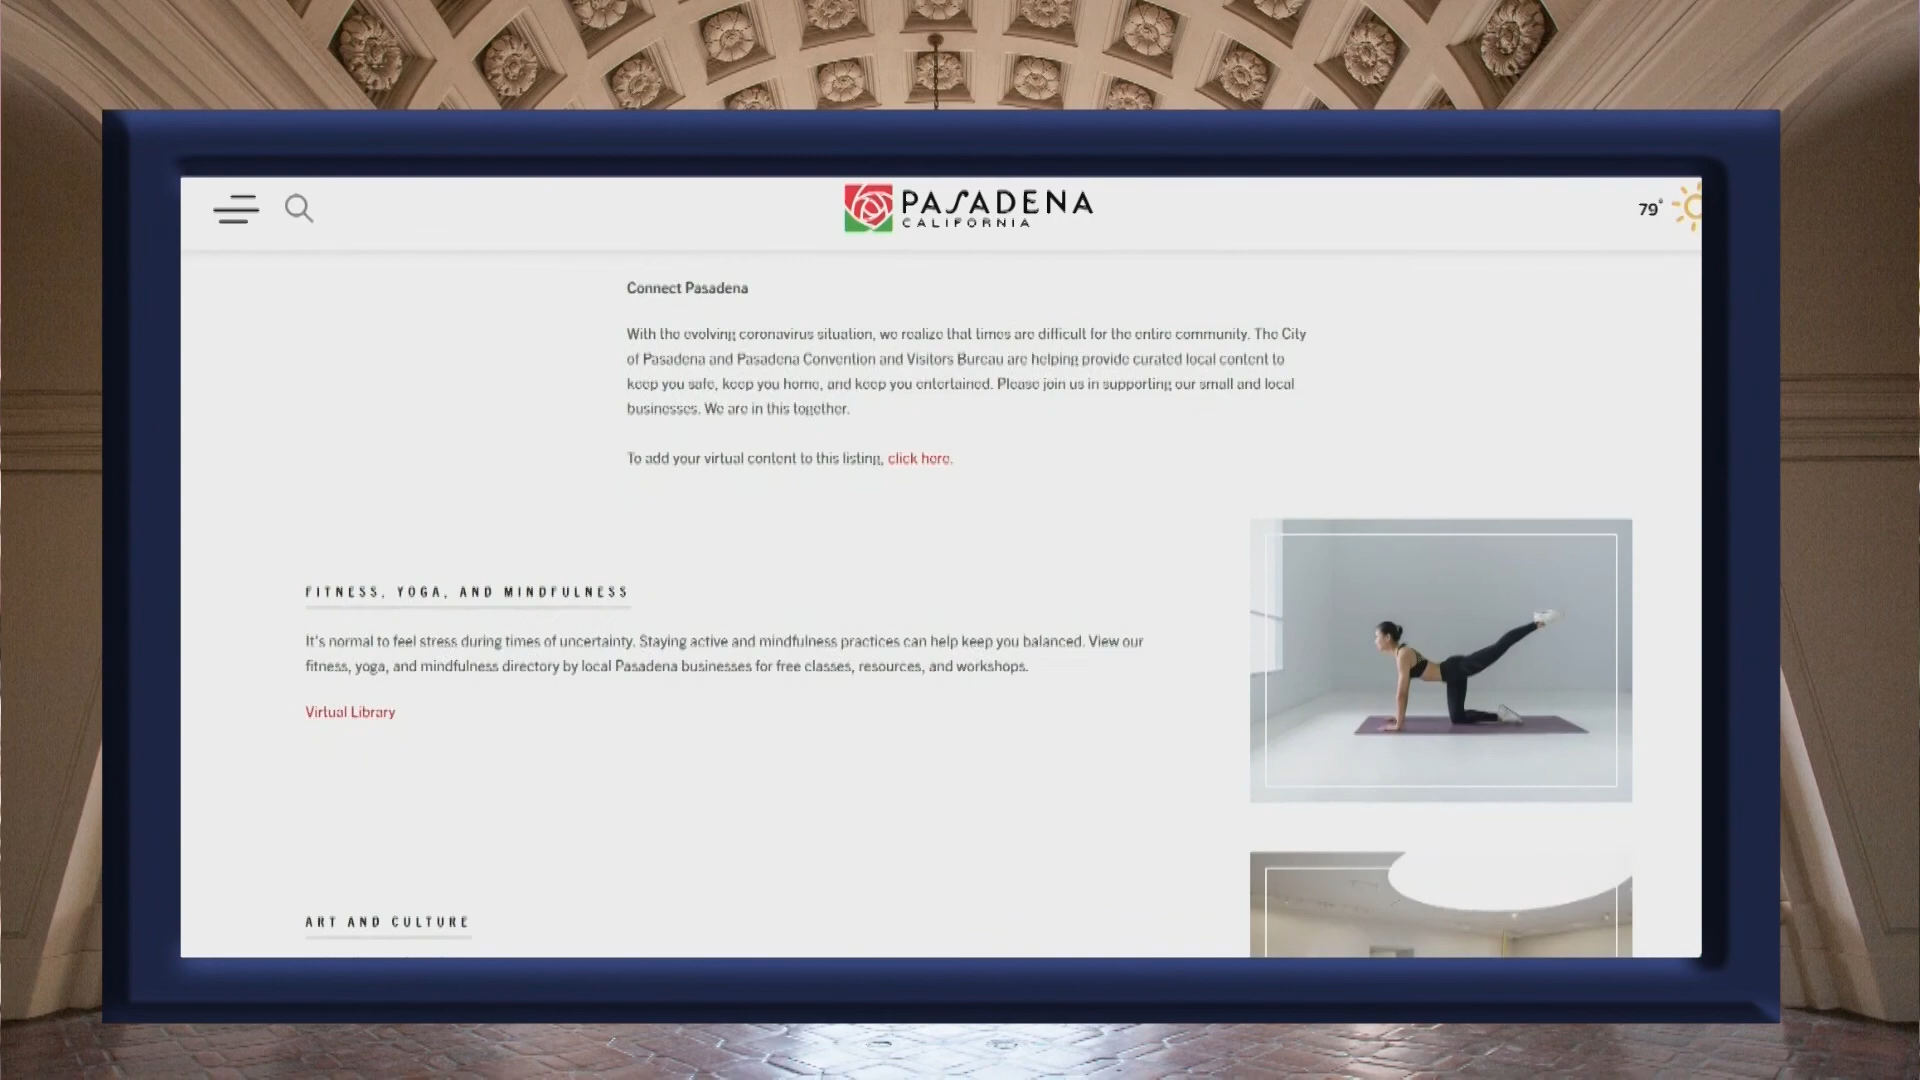 PASADENA
CALIFORNIA
79°
Connect Pasadena
With the evolving coronavirus situation, we realize that times are difficult for the entire community. The City
of Pasadena and Pasadena Convention and Visitors Bureau are helping provide curated local content to
keep you safe, keep you home, and keep you entertained. Please join us in supporting our small and local
businesses. We are in this together.
To add your virtual content to this listing, click here.
FITNESS, YOGA, AND MINDFULNESS
It's normal to feel stress during times of uncertainty. Staying active and mindfulness practices can help keep you balanced. View our
fitness, yoga, and mindfulness directory by local Pasadena businesses for free classes, resources, and workshops.
Virtual Library
ART AND CULTURE